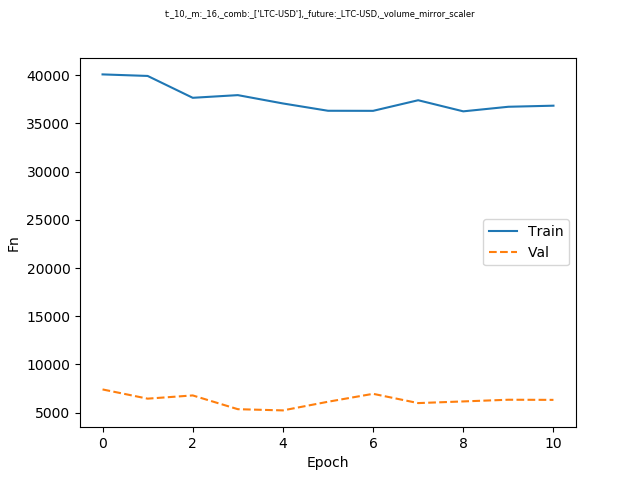 t:_10,_m:_16,_comb:_['LTC-USD'],_future:_LTC-USD,_volume_mirror_scaler
40000
35000
30000
25000
20000
15000
10000
5000
Fn
Train
Val
0 2 4 6 8 10
Epoch